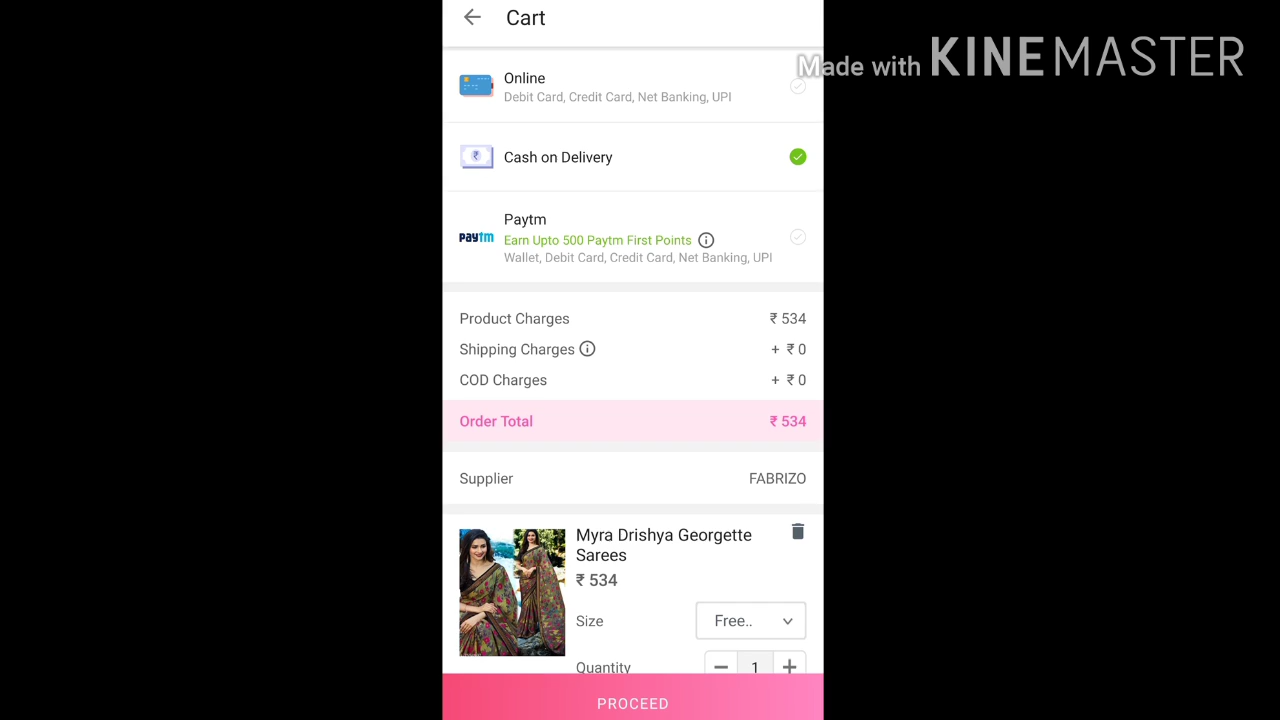 Cart
Made with KINEMASTER
Online
Debit Card, Credit Card, Net Banking, UPI
₹
Cash on Delivery
Paytm
paytm
Earn Upto 500 Paytm First Points
Wallet, Debit Card, Credit Card, Net Banking, UPI
Product Charges ₹ 534
Shipping Charges + ₹ 0
COD Charges + ₹ 0
Order Total ₹ 534
Supplier FABRIZO
Myra Drishya Georgette
Sarees
₹ 534
Size Free..
Quantity 1
PROCEED